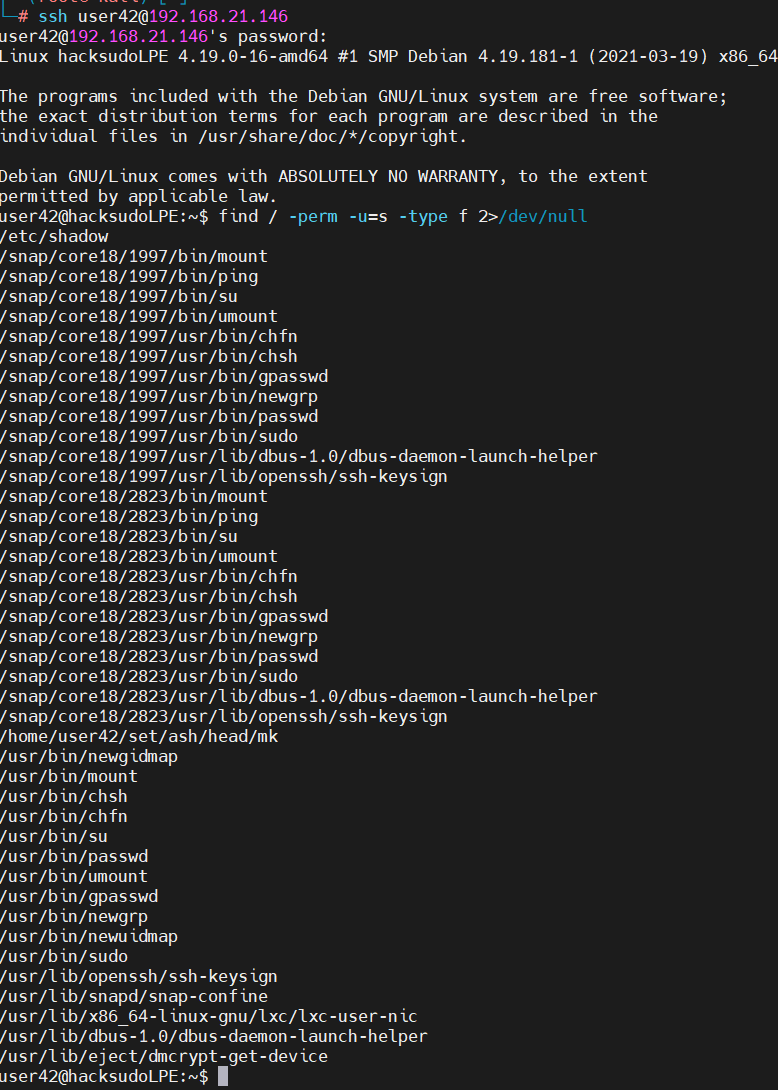 └─# ssh user42@192.168.21.146
user42@192.168.21.146's password:
Linux hacksudoLPE 4.19.0-16-amd64 #1 SMP Debian 4.19.181-1 (2021-03-19) x86_64

The programs included with the Debian GNU/Linux system are free software;
the exact distribution terms for each program are described in the
individual files in /usr/share/doc/*/copyright.

Debian GNU/Linux comes with ABSOLUTELY NO WARRANTY, to the extent
permitted by applicable law.
user42@hacksudoLPE:~$ find / -perm -u=s -type f 2>/dev/null
/etc/shadow
/snap/core18/1997/bin/mount
/snap/core18/1997/bin/ping
/snap/core18/1997/bin/su
/snap/core18/1997/bin/umount
/snap/core18/1997/usr/bin/chfn
/snap/core18/1997/usr/bin/chsh
/snap/core18/1997/usr/bin/gpasswd
/snap/core18/1997/usr/bin/newgrp
/snap/core18/1997/usr/bin/passwd
/snap/core18/1997/usr/bin/sudo
/snap/core18/1997/usr/lib/dbus-1.0/dbus-daemon-launch-helper
/snap/core18/1997/usr/lib/openssh/ssh-keysign
/snap/core18/2823/bin/mount
/snap/core18/2823/bin/ping
/snap/core18/2823/bin/su
/snap/core18/2823/bin/umount
/snap/core18/2823/usr/bin/chfn
/snap/core18/2823/usr/bin/chsh
/snap/core18/2823/usr/bin/gpasswd
/snap/core18/2823/usr/bin/newgrp
/snap/core18/2823/usr/bin/passwd
/snap/core18/2823/usr/bin/sudo
/snap/core18/2823/usr/lib/dbus-1.0/dbus-daemon-launch-helper
/snap/core18/2823/usr/lib/openssh/ssh-keysign
/home/user42/set/ash/head/mk
/usr/bin/newgidmap
/usr/bin/mount
/usr/bin/chsh
/usr/bin/chfn
/usr/bin/su
/usr/bin/passwd
/usr/bin/umount
/usr/bin/gpasswd
/usr/bin/newgrp
/usr/bin/newuidmap
/usr/bin/sudo
/usr/lib/openssh/ssh-keysign
/usr/lib/snapd/snap-confine
/usr/lib/x86_64-linux-gnu/lxc/lxc-user-nic
/usr/lib/dbus-1.0/dbus-daemon-launch-helper
/usr/lib/eject/dmcrypt-get-device
user42@hacksudoLPE:~$